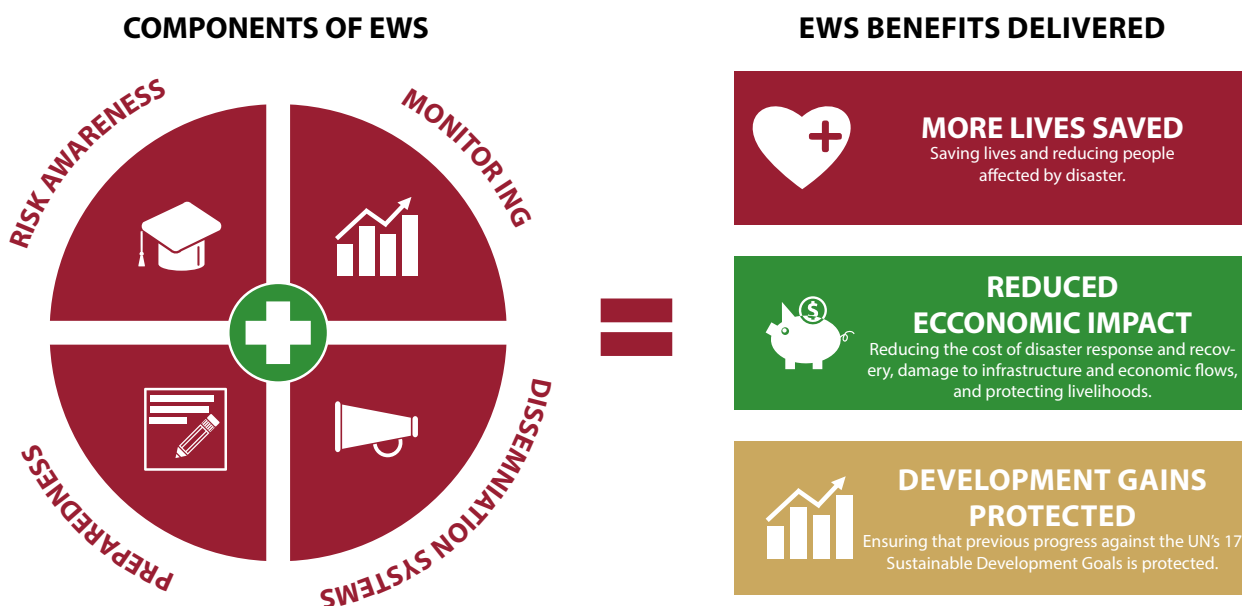 COMPONENTS OF EWS
RISK AWARENESS
MONITOR ING
PREPAREDNESS
DISSEMNIATION SYSTEMS
EWS BENEFITS DELIVERED
MORE LIVES SAVED
Saving lives and reducing people
affected by disaster.
$
REDUCED
ECCONOMIC IMPACT
Reducing the cost of disaster response and recov-
ery, damage to infrastructure and economic flows,
and protecting livelihoods.
DEVELOPMENT GAINS
PROTECTED
Ensuring that previous progress against the UN's 17
Sustainable Development Goals is protected.